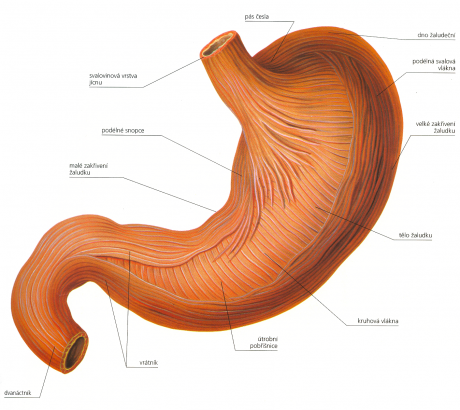 pás česla
dno žaludeční
podélná svalová
vlákna
svalovinová vrstva
jícnu
velké zakřivení
žaludku
podélné snopce
malé zakřivení
žaludku
tělo žaludku
kruhová vlákna
útrobní
pobřišnice
vrátník
dvanáctník